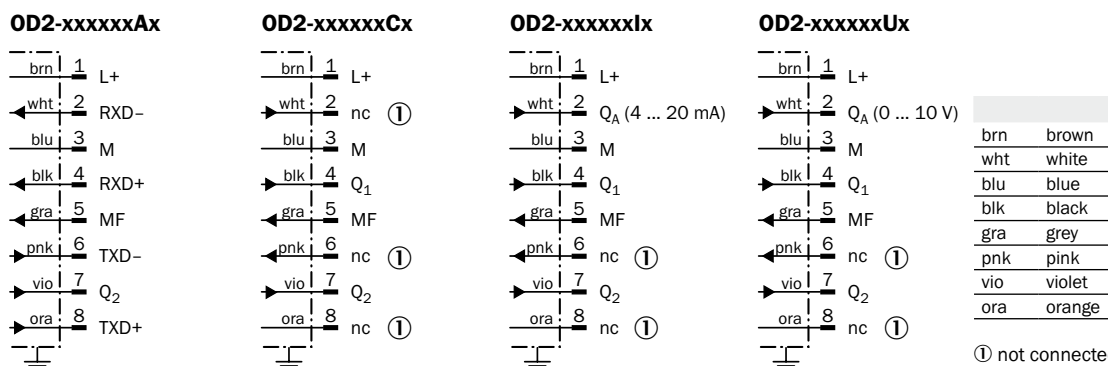 OD2-xxxxxxAx
brn 1 L+
wht 2 RXD–
blu 3 M
blk 4 RXD+
gra 5 MF
pnk 6 TXD–
vio 7 Q2
ora 8 TXD+
OD2-xxxxxxCx
brn 1 L+
wht 2 nc ①
blu 3 M
blk 4 Q1
gra 5 MF
pnk 6 nc ①
vio 7 Q2
ora 8 nc ①
OD2-xxxxxxIx
brn 1 L+
wht 2 QA (4 ... 20 mA)
blu 3 M
blk 4 Q1
gra 5 MF
pnk 6 nc ①
vio 7 Q2
ora 8 nc ①
OD2-xxxxxxUx
brn 1 L+
wht 2 QA (0 ... 10 V)
blu 3 M
blk 4 Q1
gra 5 MF
pnk 6 nc ①
vio 7 Q2
ora 8 nc ①
brn brown
wht white
blu blue
blk black
gra grey
pnk pink
vio violet
ora orange
① not connecte